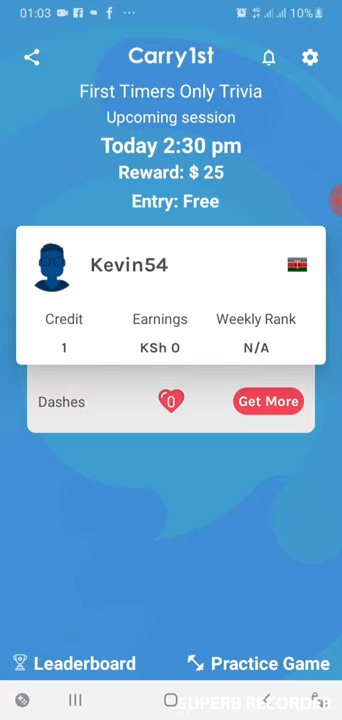 01:03 4G 10%
Carry1st
First Timers Only Trivia
Upcoming session
Today 2:30 pm
Reward: $ 25
Entry: Free
Kevin54
Credit Earnings Weekly Rank
1 KSh 0 N/A
Dashes 0 Get More
Leaderboard Practice Game
SUPERB RECORDER